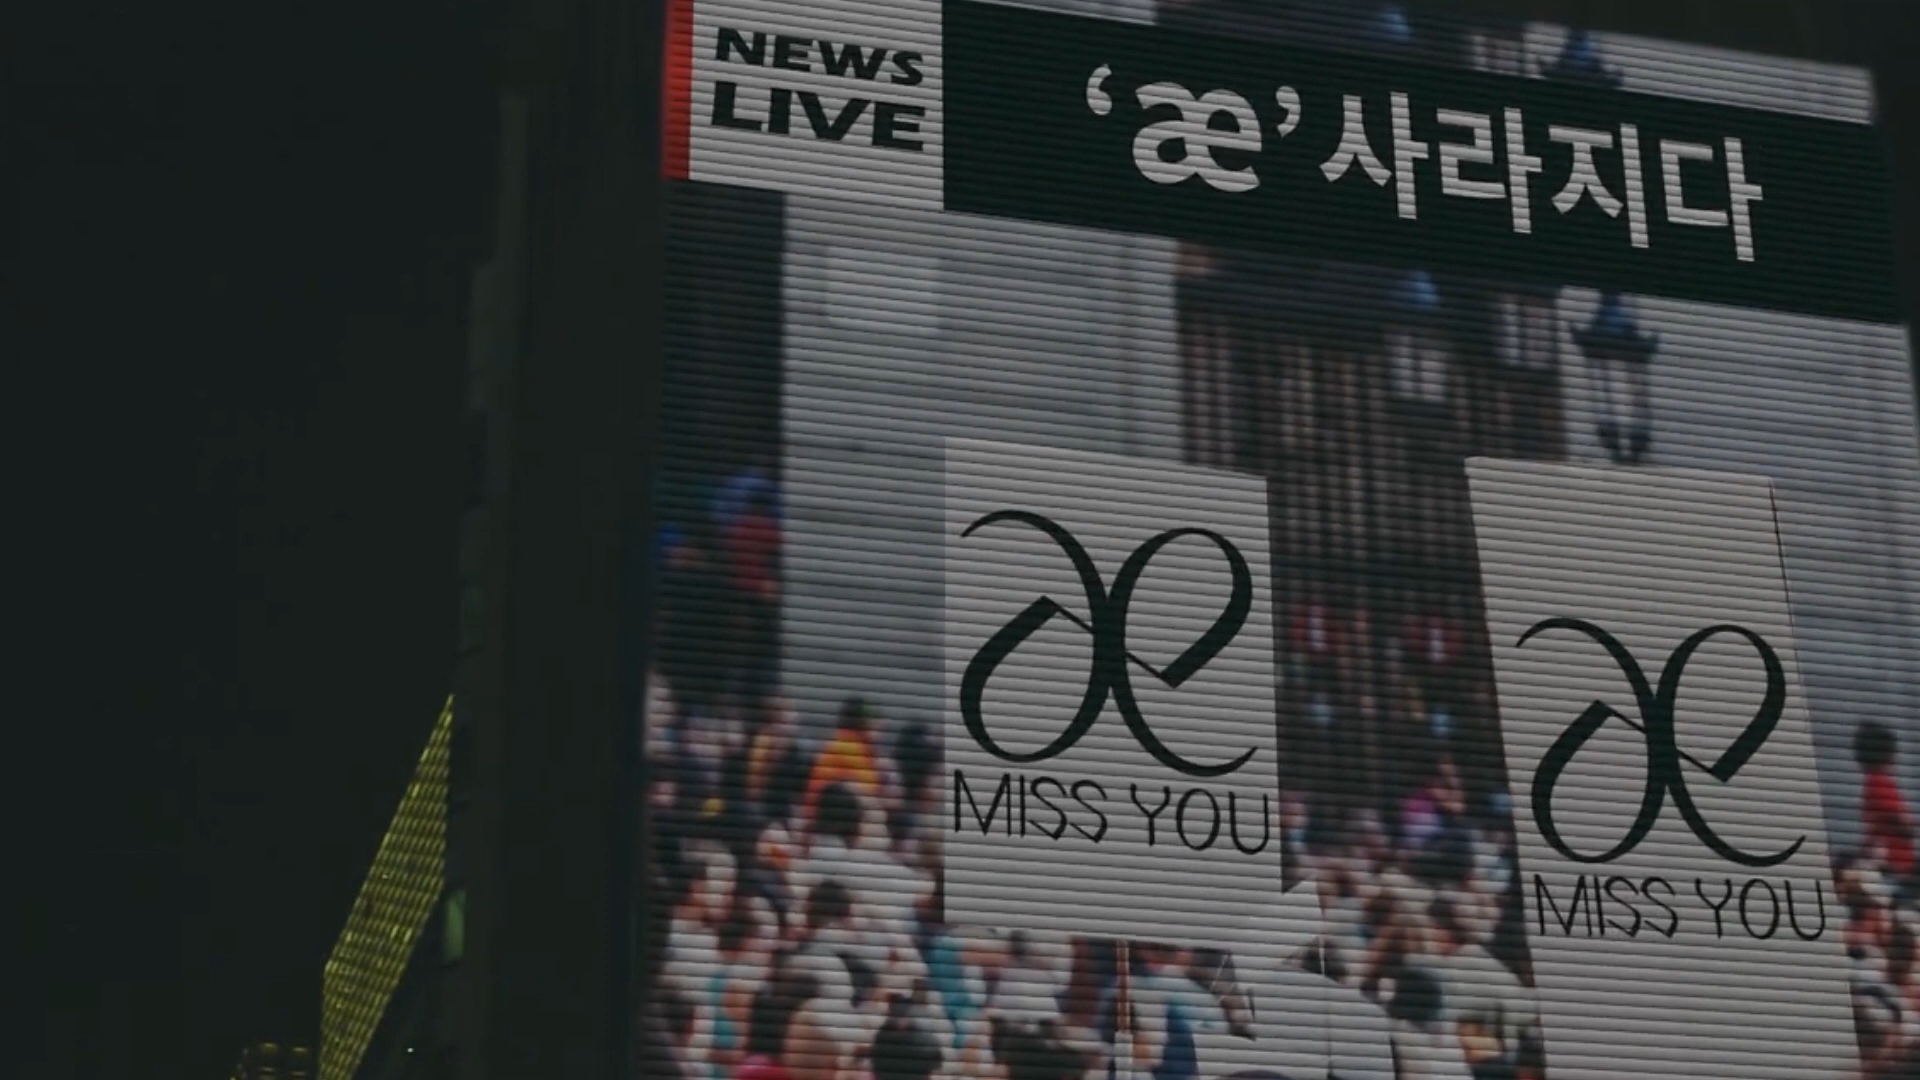 NEWS
LIVE
‘æ’ 사라지다
æ
MISS YOU
æ
MISS YOU